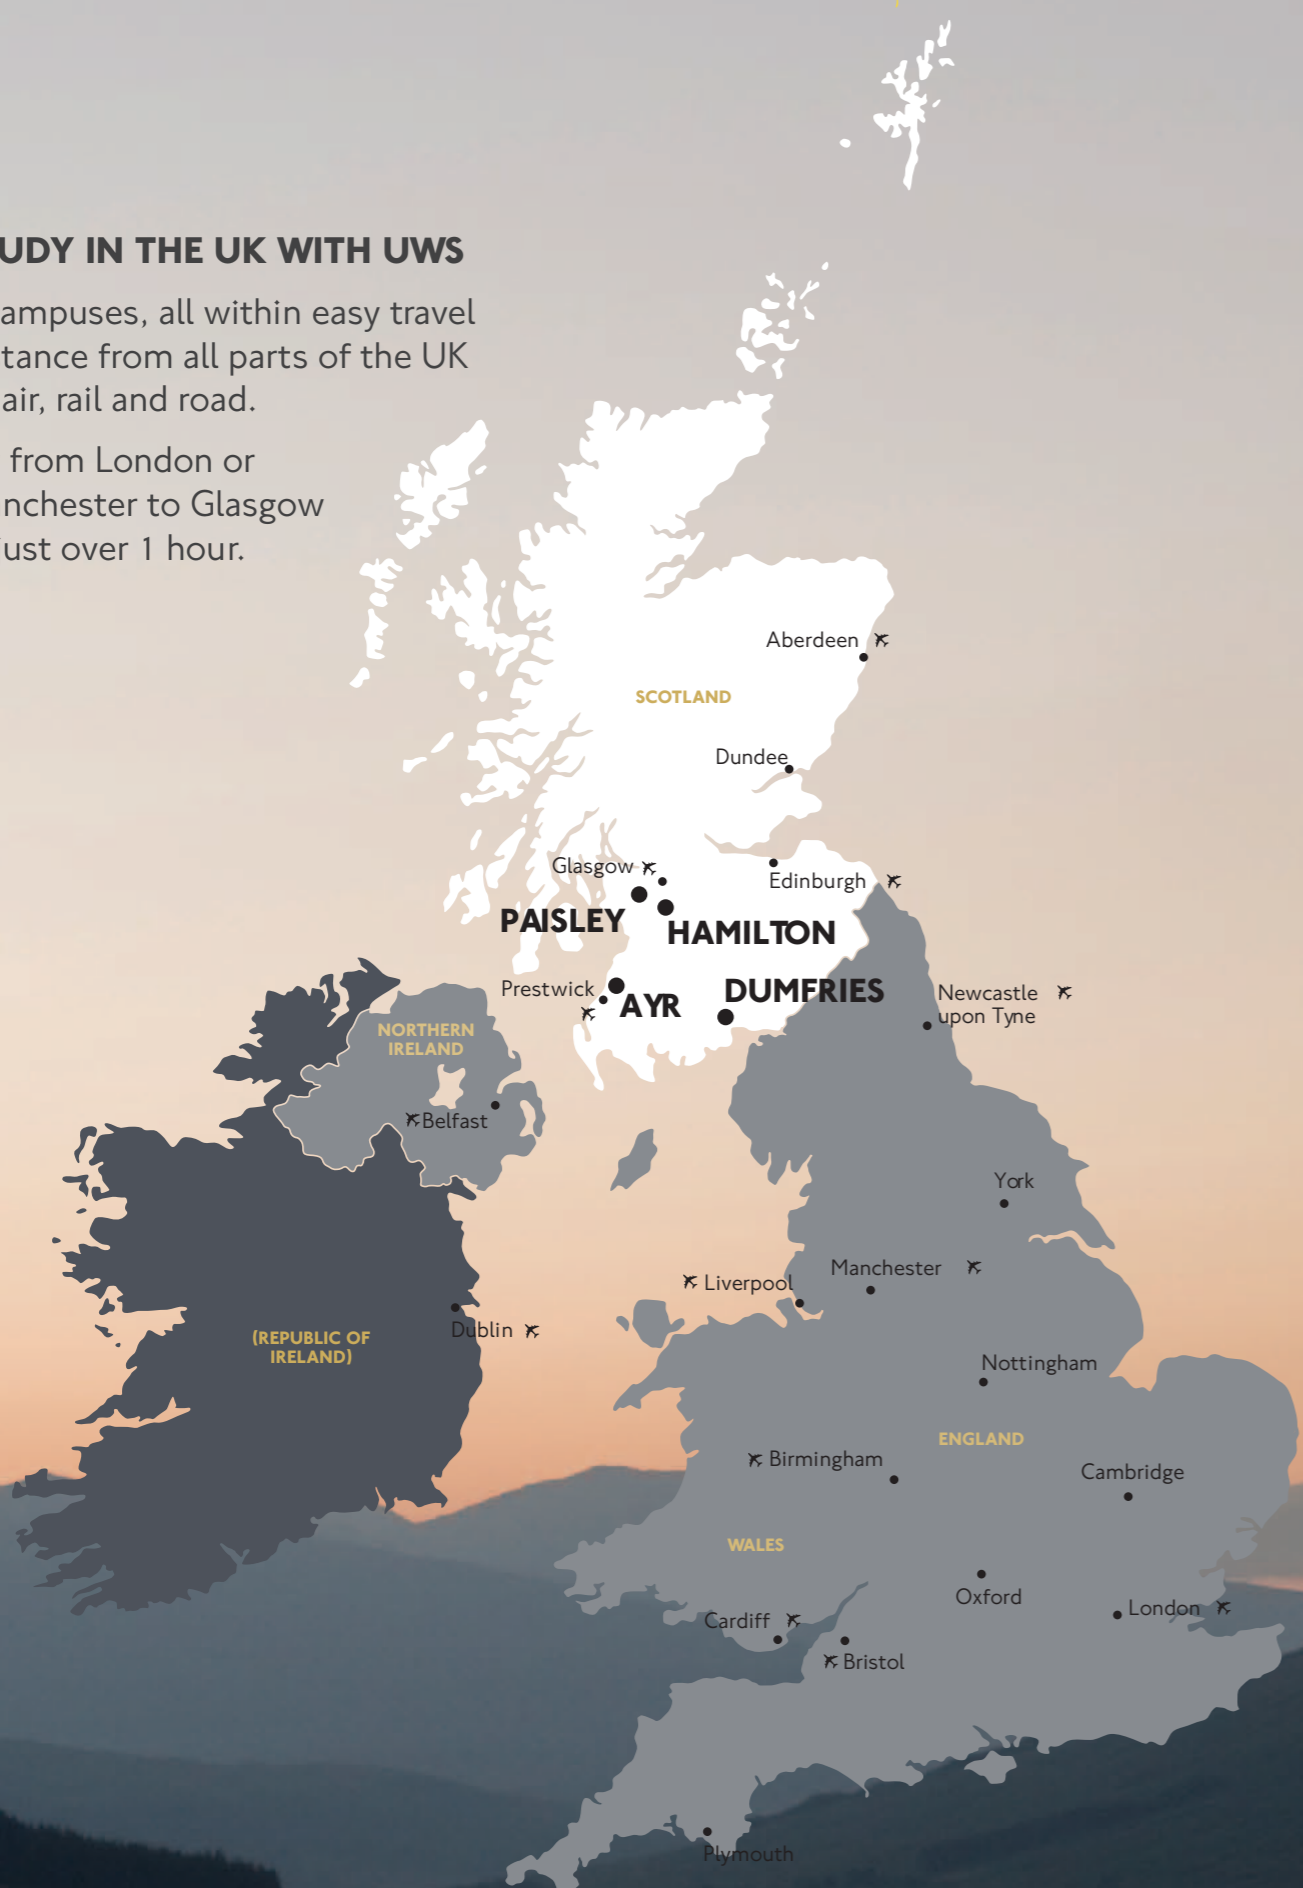 UDY IN THE UK WITH UWS
ampuses, all within easy travel
tance from all parts of the UK
air, rail and road.
from London or
nchester to Glasgow
ust over 1 hour.
Aberdeen
SCOTLAND
Dundee
Glasgow
Edinburgh
PAISLEY
HAMILTON
Prestwick
AYR
DUMFRIES
Newcastle
upon Tyne
NORTHERN
IRELAND
Belfast
York
Manchester
Liverpool
Dublin
(REPUBLIC OF
IRELAND)
Nottingham
ENGLAND
Birmingham
Cambridge
WALES
Oxford
London
Cardiff
Bristol
Plymouth